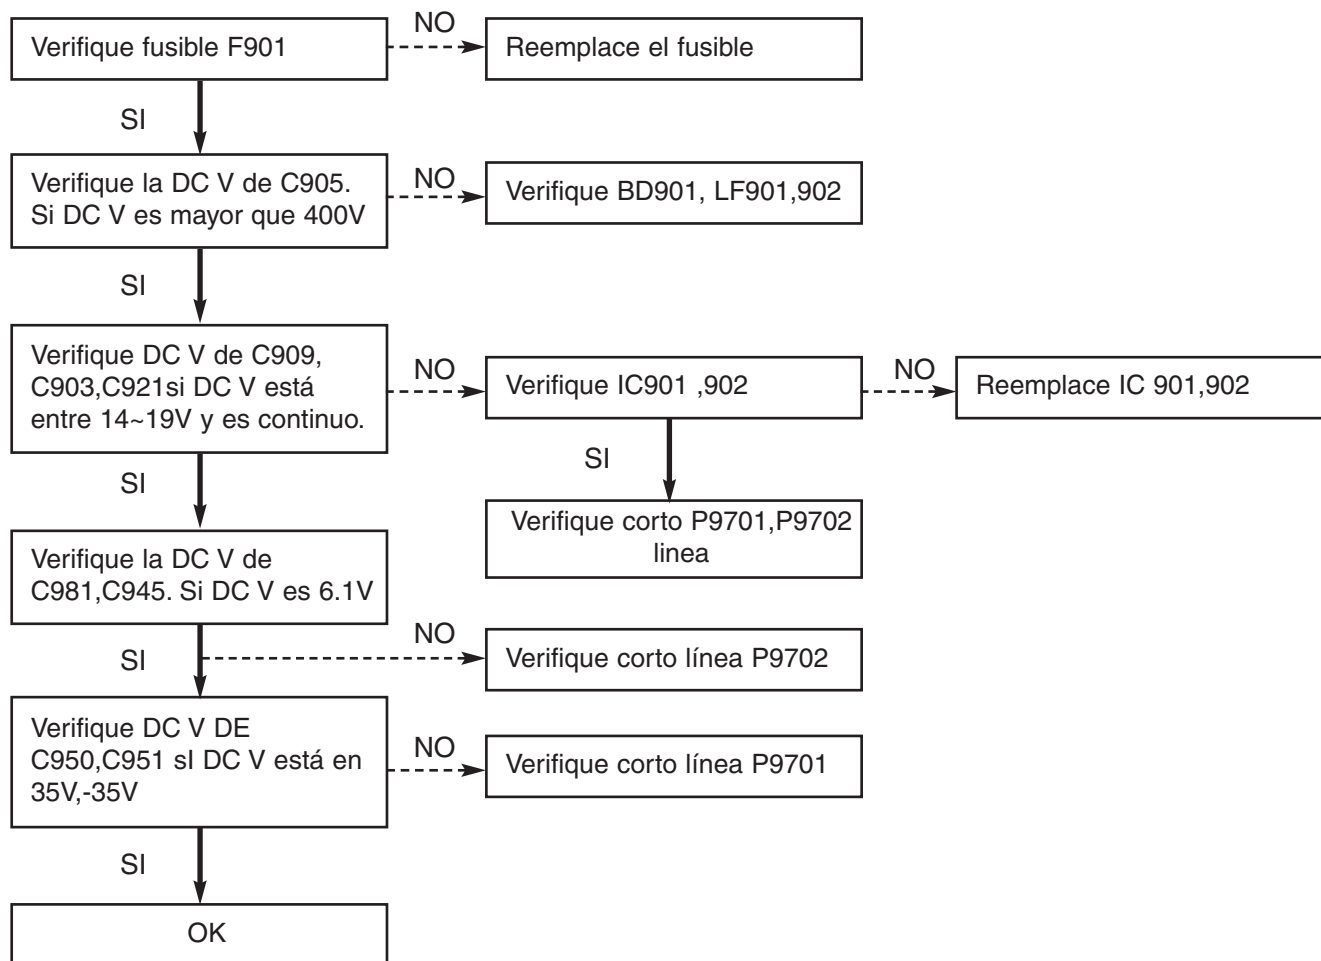 Verifique fusible F901
NO
Reemplace el fusible
SI
Verifique la DC V de C905.
Si DC V es mayor que 400V
NO
Verifique BD901, LF901,902
SI
Verifique DC V de C909,
C903,C921si DC V está
entre 14~19V y es continuo.
NO
Verifique IC901 ,902
NO
Reemplace IC 901,902
SI
Verifique corto P9701,P9702
linea
SI
Verifique la DC V de
C981,C945. Si DC V es 6.1V
NO
Verifique corto línea P9702
SI
Verifique DC V DE
C950,C951 sI DC V está en
35V,-35V
NO
Verifique corto línea P9701
SI
OK